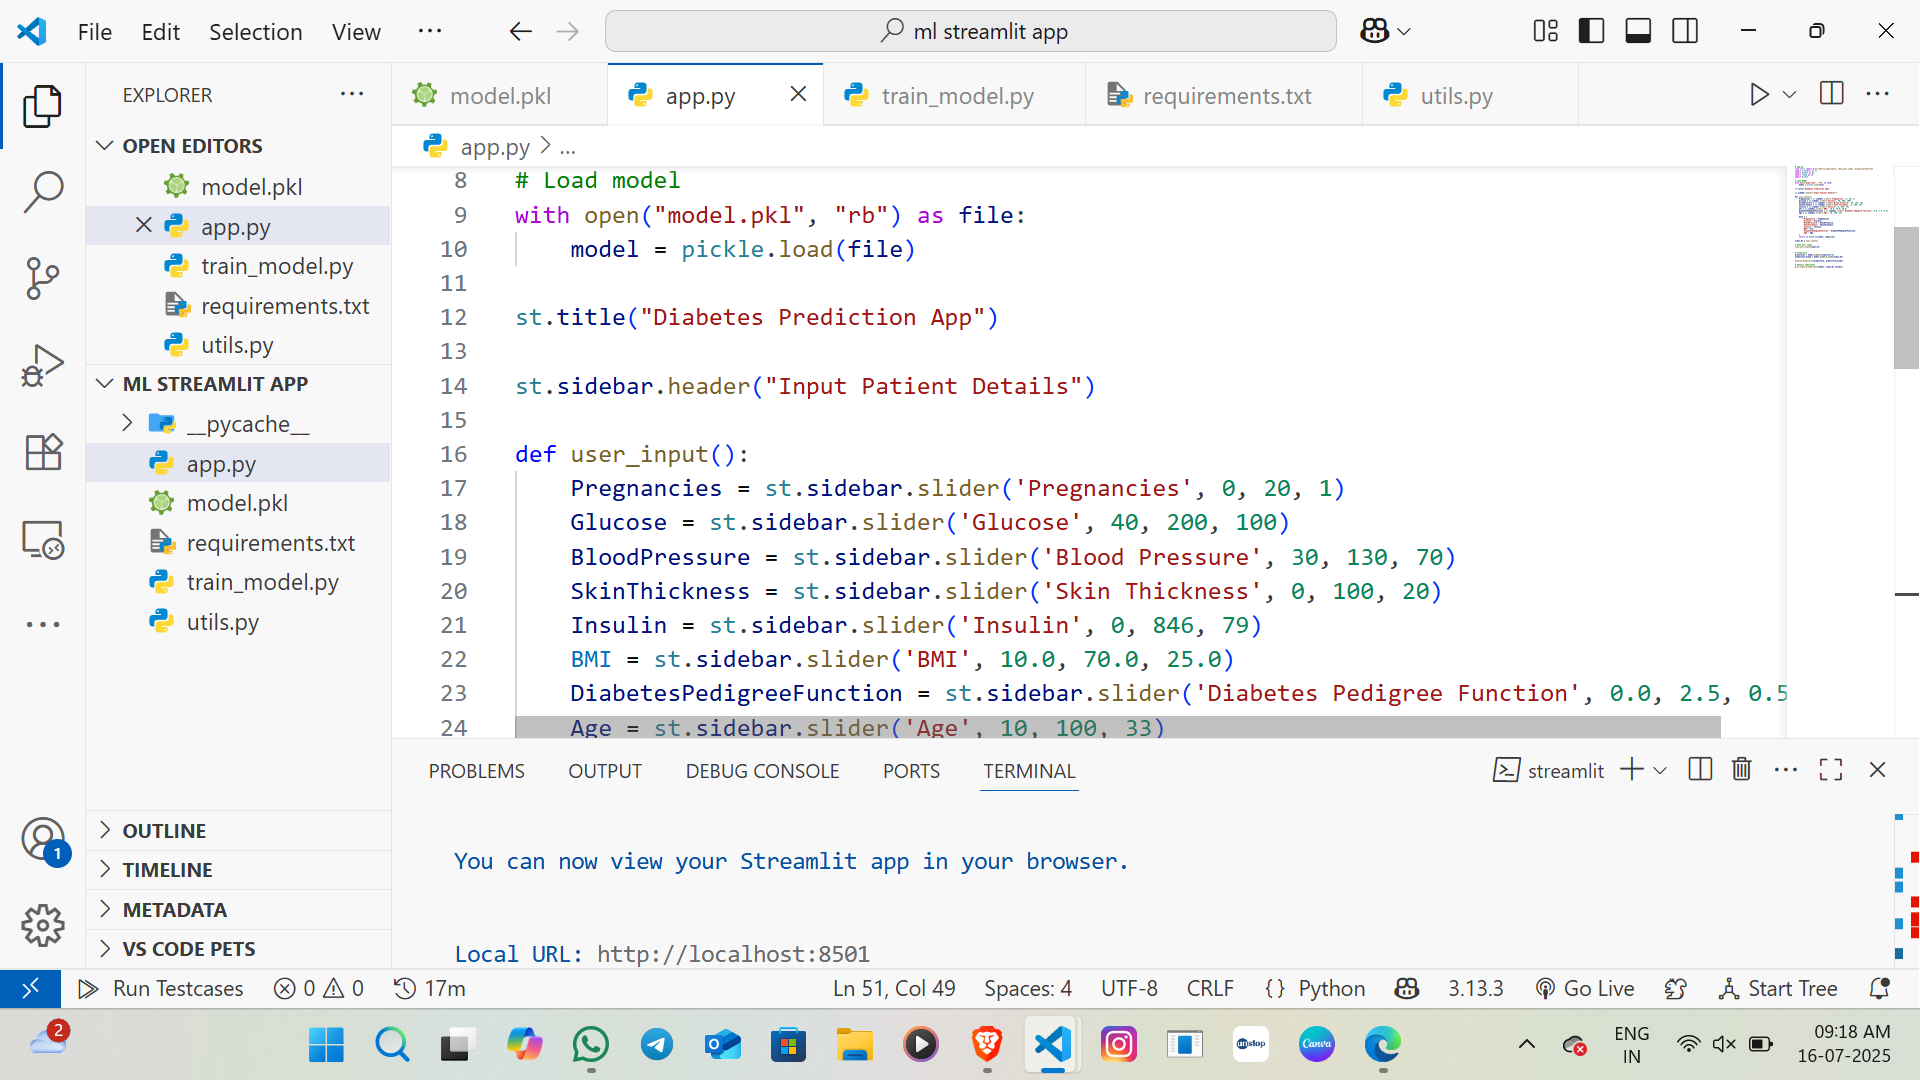 File Edit Selection View ··· ml streamlit app
EXPLORER ···
OPEN EDITORS
model.pkl
app.py
train_model.py
requirements.txt
utils.py
ML STREAMLIT APP
__pycache__
app.py
model.pkl
requirements.txt
train_model.py
utils.py
OUTLINE
TIMELINE
METADATA
VS CODE PETS
1
model.pkl app.py train_model.py requirements.txt utils.py
app.py > ...
8 # Load model
9 with open("model.pkl", "rb") as file:
10     model = pickle.load(file)
11
12 st.title("Diabetes Prediction App")
13
14 st.sidebar.header("Input Patient Details")
15
16 def user_input():
17     Pregnancies = st.sidebar.slider('Pregnancies', 0, 20, 1)
18     Glucose = st.sidebar.slider('Glucose', 40, 200, 100)
19     BloodPressure = st.sidebar.slider('Blood Pressure', 30, 130, 70)
20     SkinThickness = st.sidebar.slider('Skin Thickness', 0, 100, 20)
21     Insulin = st.sidebar.slider('Insulin', 0, 846, 79)
22     BMI = st.sidebar.slider('BMI', 10.0, 70.0, 25.0)
23     DiabetesPedigreeFunction = st.sidebar.slider('Diabetes Pedigree Function', 0.0, 2.5, 0.5
24     Age = st.sidebar.slider('Age', 10, 100, 33)
PROBLEMS OUTPUT DEBUG CONSOLE PORTS TERMINAL streamlit
You can now view your Streamlit app in your browser.
Local URL: http://localhost:8501
Run Testcases 0 0 17m Ln 51, Col 49 Spaces: 4 UTF-8 CRLF {} Python 3.13.3 Go Live Start Tree
2
unstop
Canva
ENG
IN
09:18 AM
16-07-2025